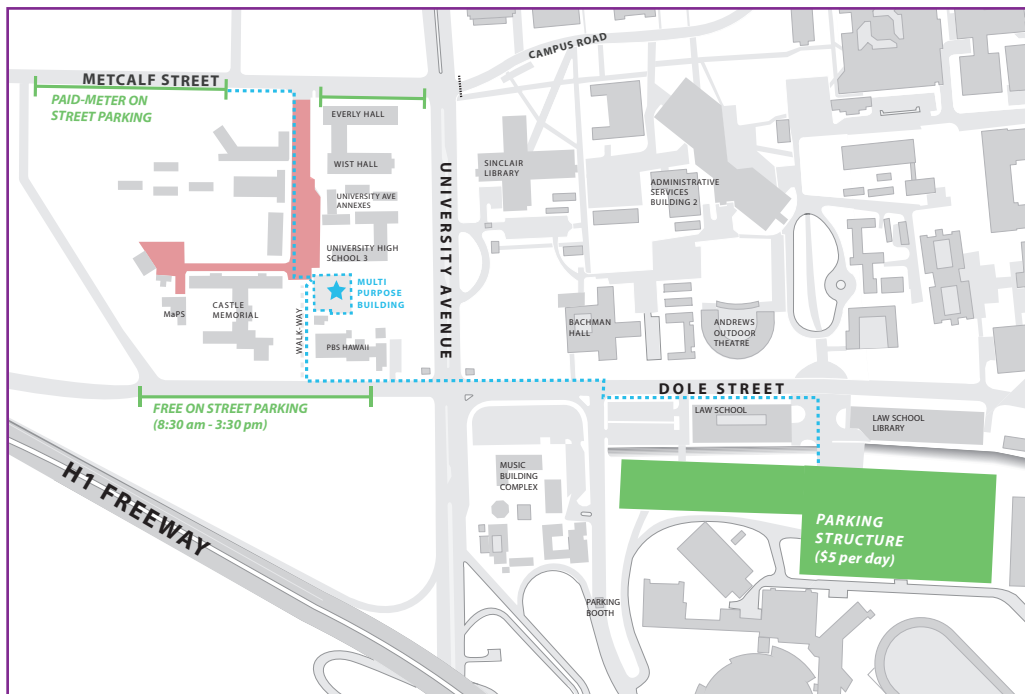 CAMPUS ROAD
METCALF STREET
PAID-METER ON
STREET PARKING
EVERLY HALL
WIST HALL
UNIVERSITY AVE
ANNEXES
UNIVERSITY HIGH
SCHOOL 3
UNIVERSITY AVENUE
SINCLAIR
LIBRARY
ADMINISTRATIVE
SERVICES
BUILDING 2
MULTI
PURPOSE
BUILDING
MaPS
CASTLE
MEMORIAL
WALK-WAY
PBS HAWAII
BACHMAN
HALL
ANDREWS
OUTDOOR
THEATRE
DOLE STREET
FREE ON STREET PARKING
(8:30 am - 3:30 pm)
LAW SCHOOL
LAW SCHOOL
LIBRARY
H1 FREEWAY
MUSIC
BUILDING
COMPLEX
PARKING
STRUCTURE
($5 per day)
PARKING
BOOTH